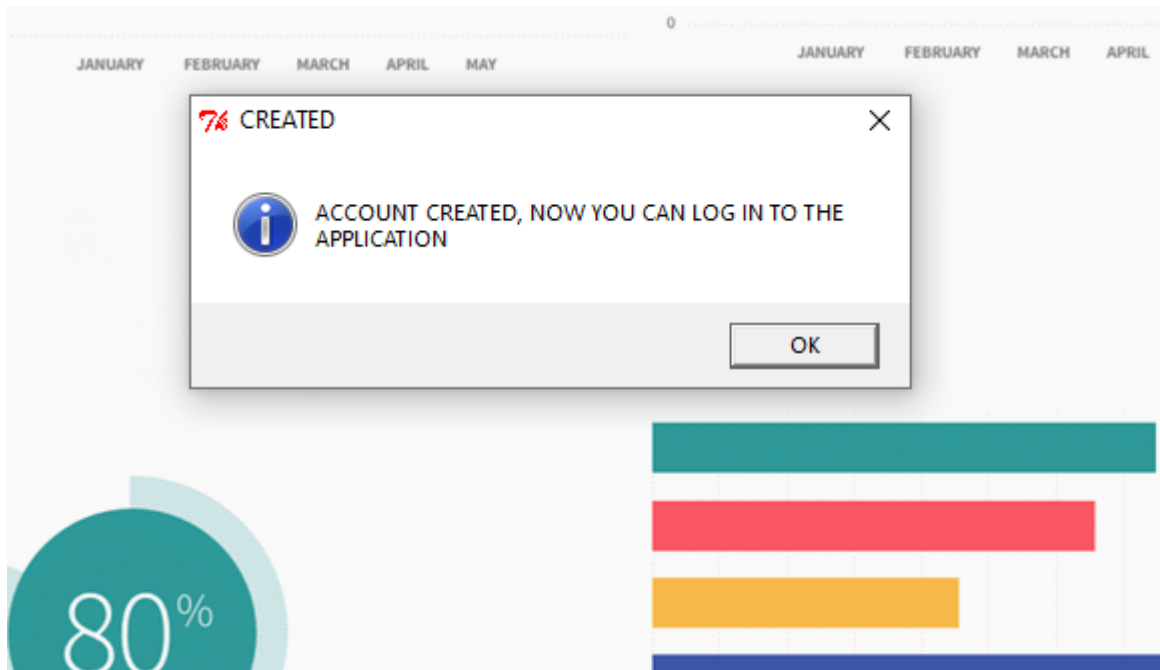 0
JANUARY FEBRUARY MARCH APRIL MAY
JANUARY FEBRUARY MARCH APRIL
CREATED
ACCOUNT CREATED, NOW YOU CAN LOG IN TO THE
APPLICATION
OK
80%